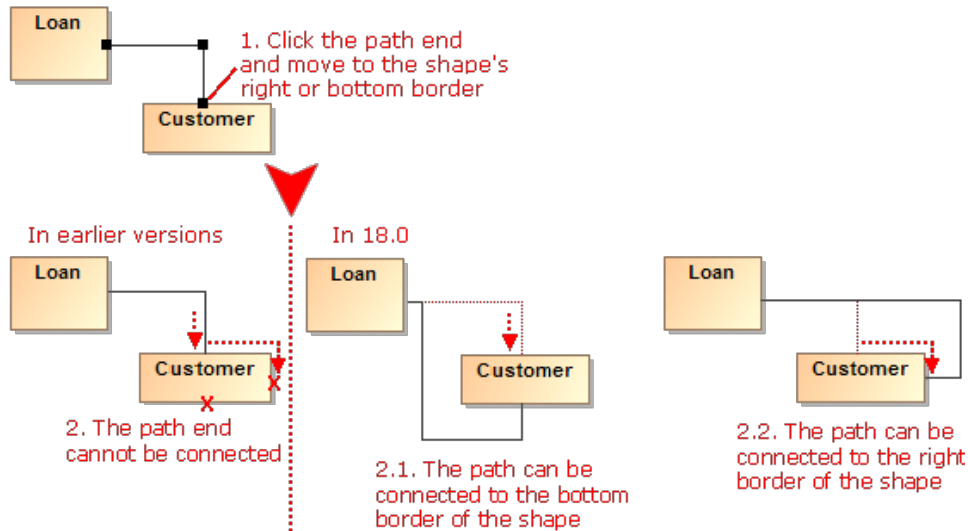 Loan
1. Click the path end
and move to the shape's
right or bottom border
Customer
In earlier versions
Loan
Customer
X
X
2. The path end
cannot be connected
In 18.0
Loan
Customer
2.1. The path can be
connected to the bottom
border of the shape
Loan
Customer
2.2. The path can be
connected to the right
border of the shape